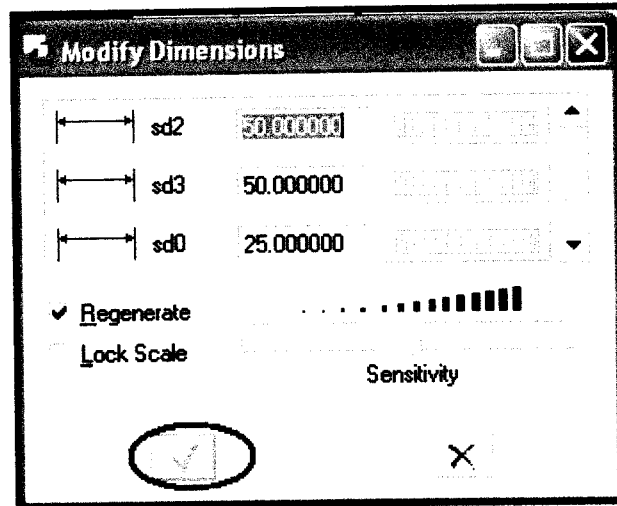 Modify Dimensions
sd2 50.000000
sd3 50.000000
sd0 25.000000
Regenerate
Lock Scale
Sensitivity